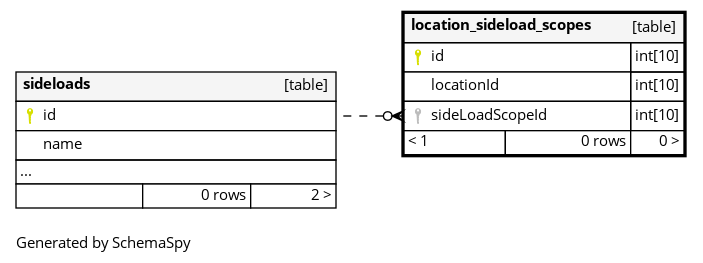 location_sideload_scopes [table]
id int[10]
locationId int[10]
sideLoadScopeId int[10]
< 1 0 rows 0 >
sideloads [table]
id
name
...
0 rows 2 >
Generated by SchemaSpy